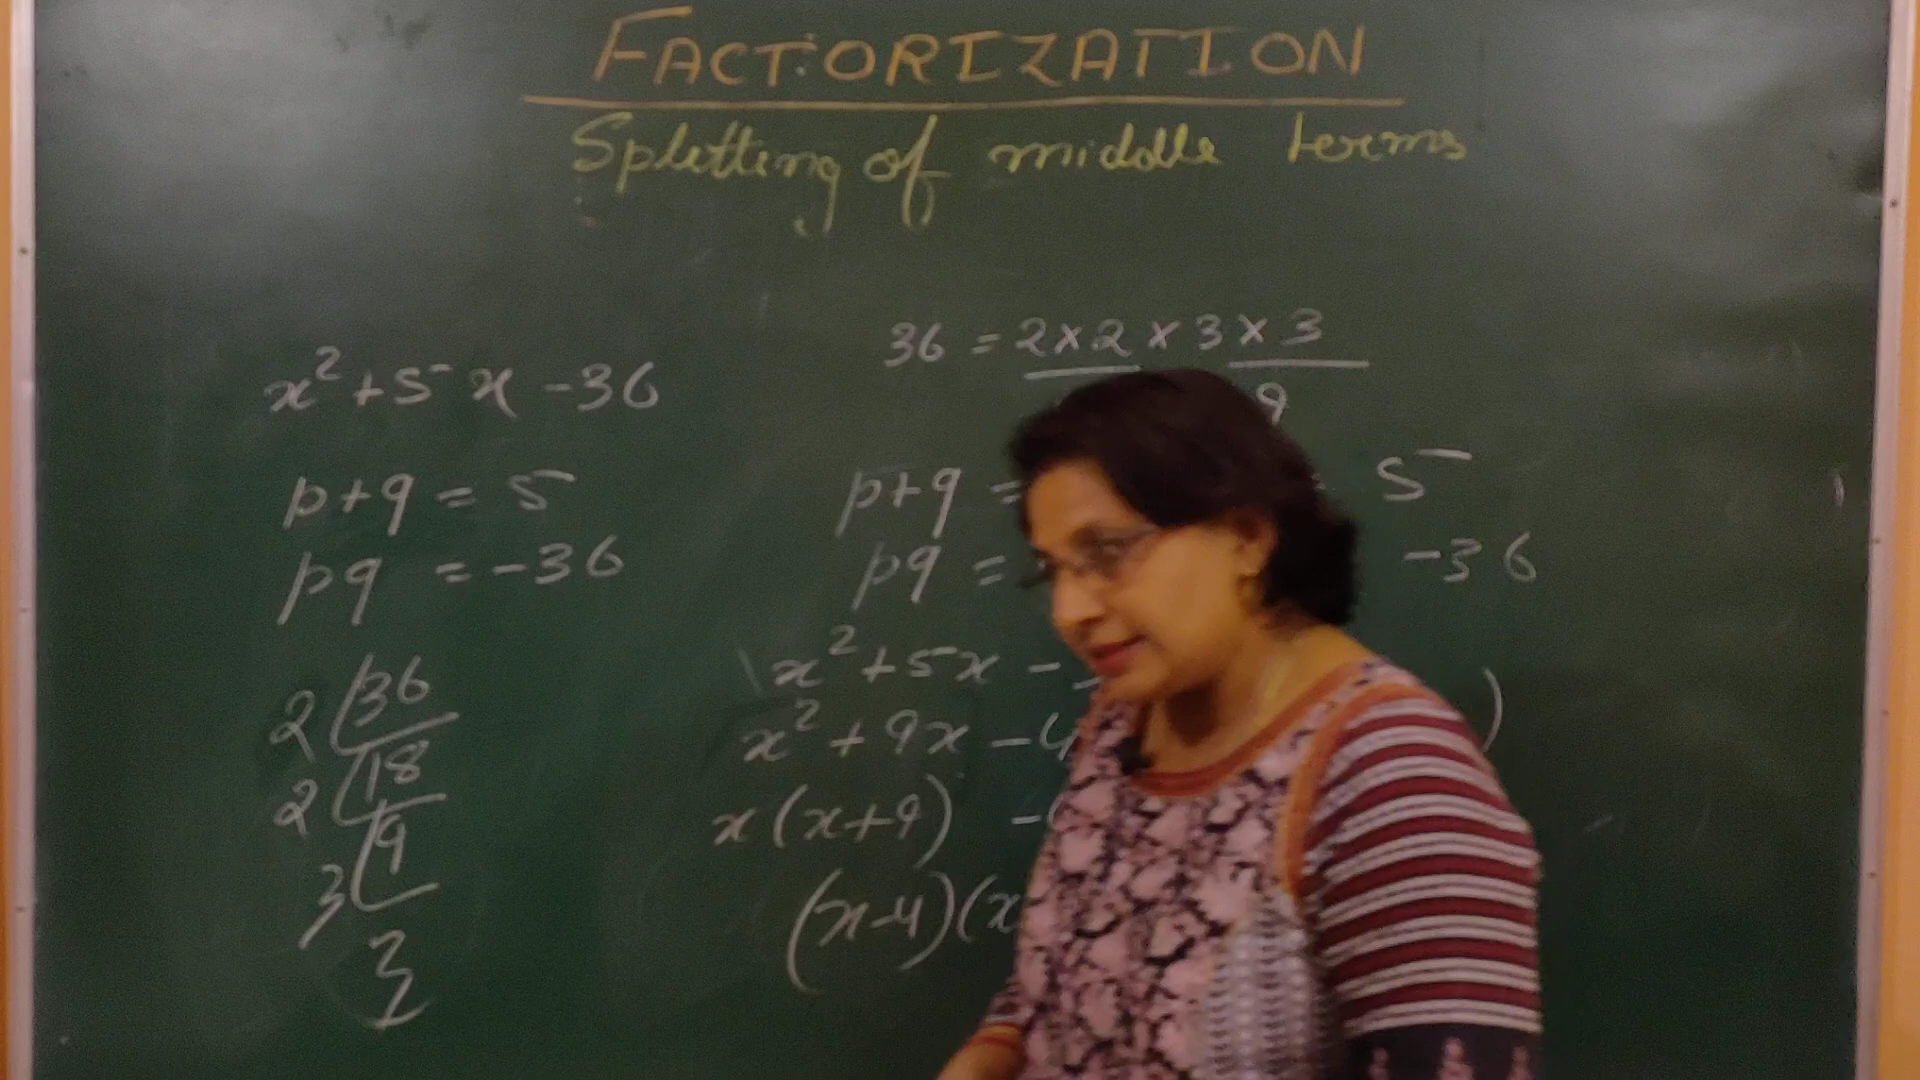 FACTORIZATION
Splitting of middle terms
x² + 5x - 36
p+q = 5
pq = -36
2 36
2 18
3 9
3
36 = 2×2 × 3×3
9
p+q = 5
pq = -36
x² + 5x -
x² + 9x - 4 )
x(x+9) -
(x-4)(x